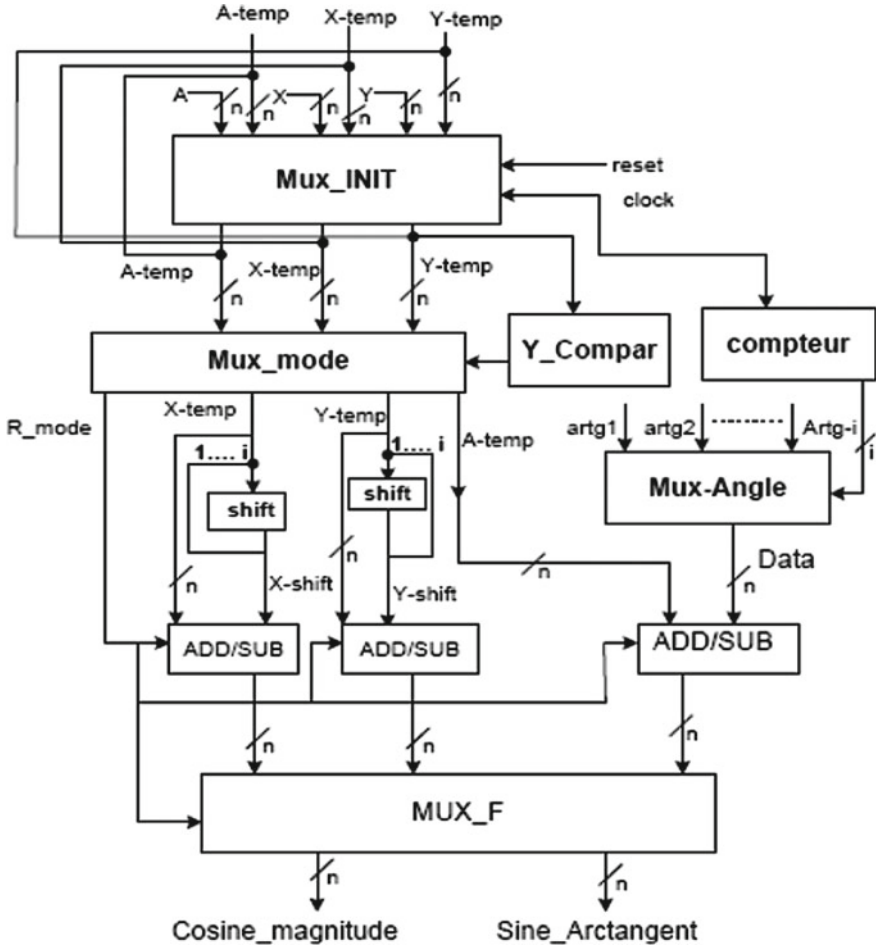 A-temp
X-temp
Y-temp
A
n
n
X
n
n
Y
n
n
Mux_INIT
reset
clock
A-temp
X-temp
Y-temp
n
n
n
Mux_mode
Y_Compar
compteur
R_mode
X-temp
Y-temp
A-temp
artg1
artg2
Artg-i
i
1.... i
1.... i
shift
shift
Mux-Angle
n
n
n
Data
n
X-shift
Y-shift
ADD/SUB
ADD/SUB
ADD/SUB
n
n
n
MUX_F
n
n
Cosine_magnitude
Sine_Arctangent